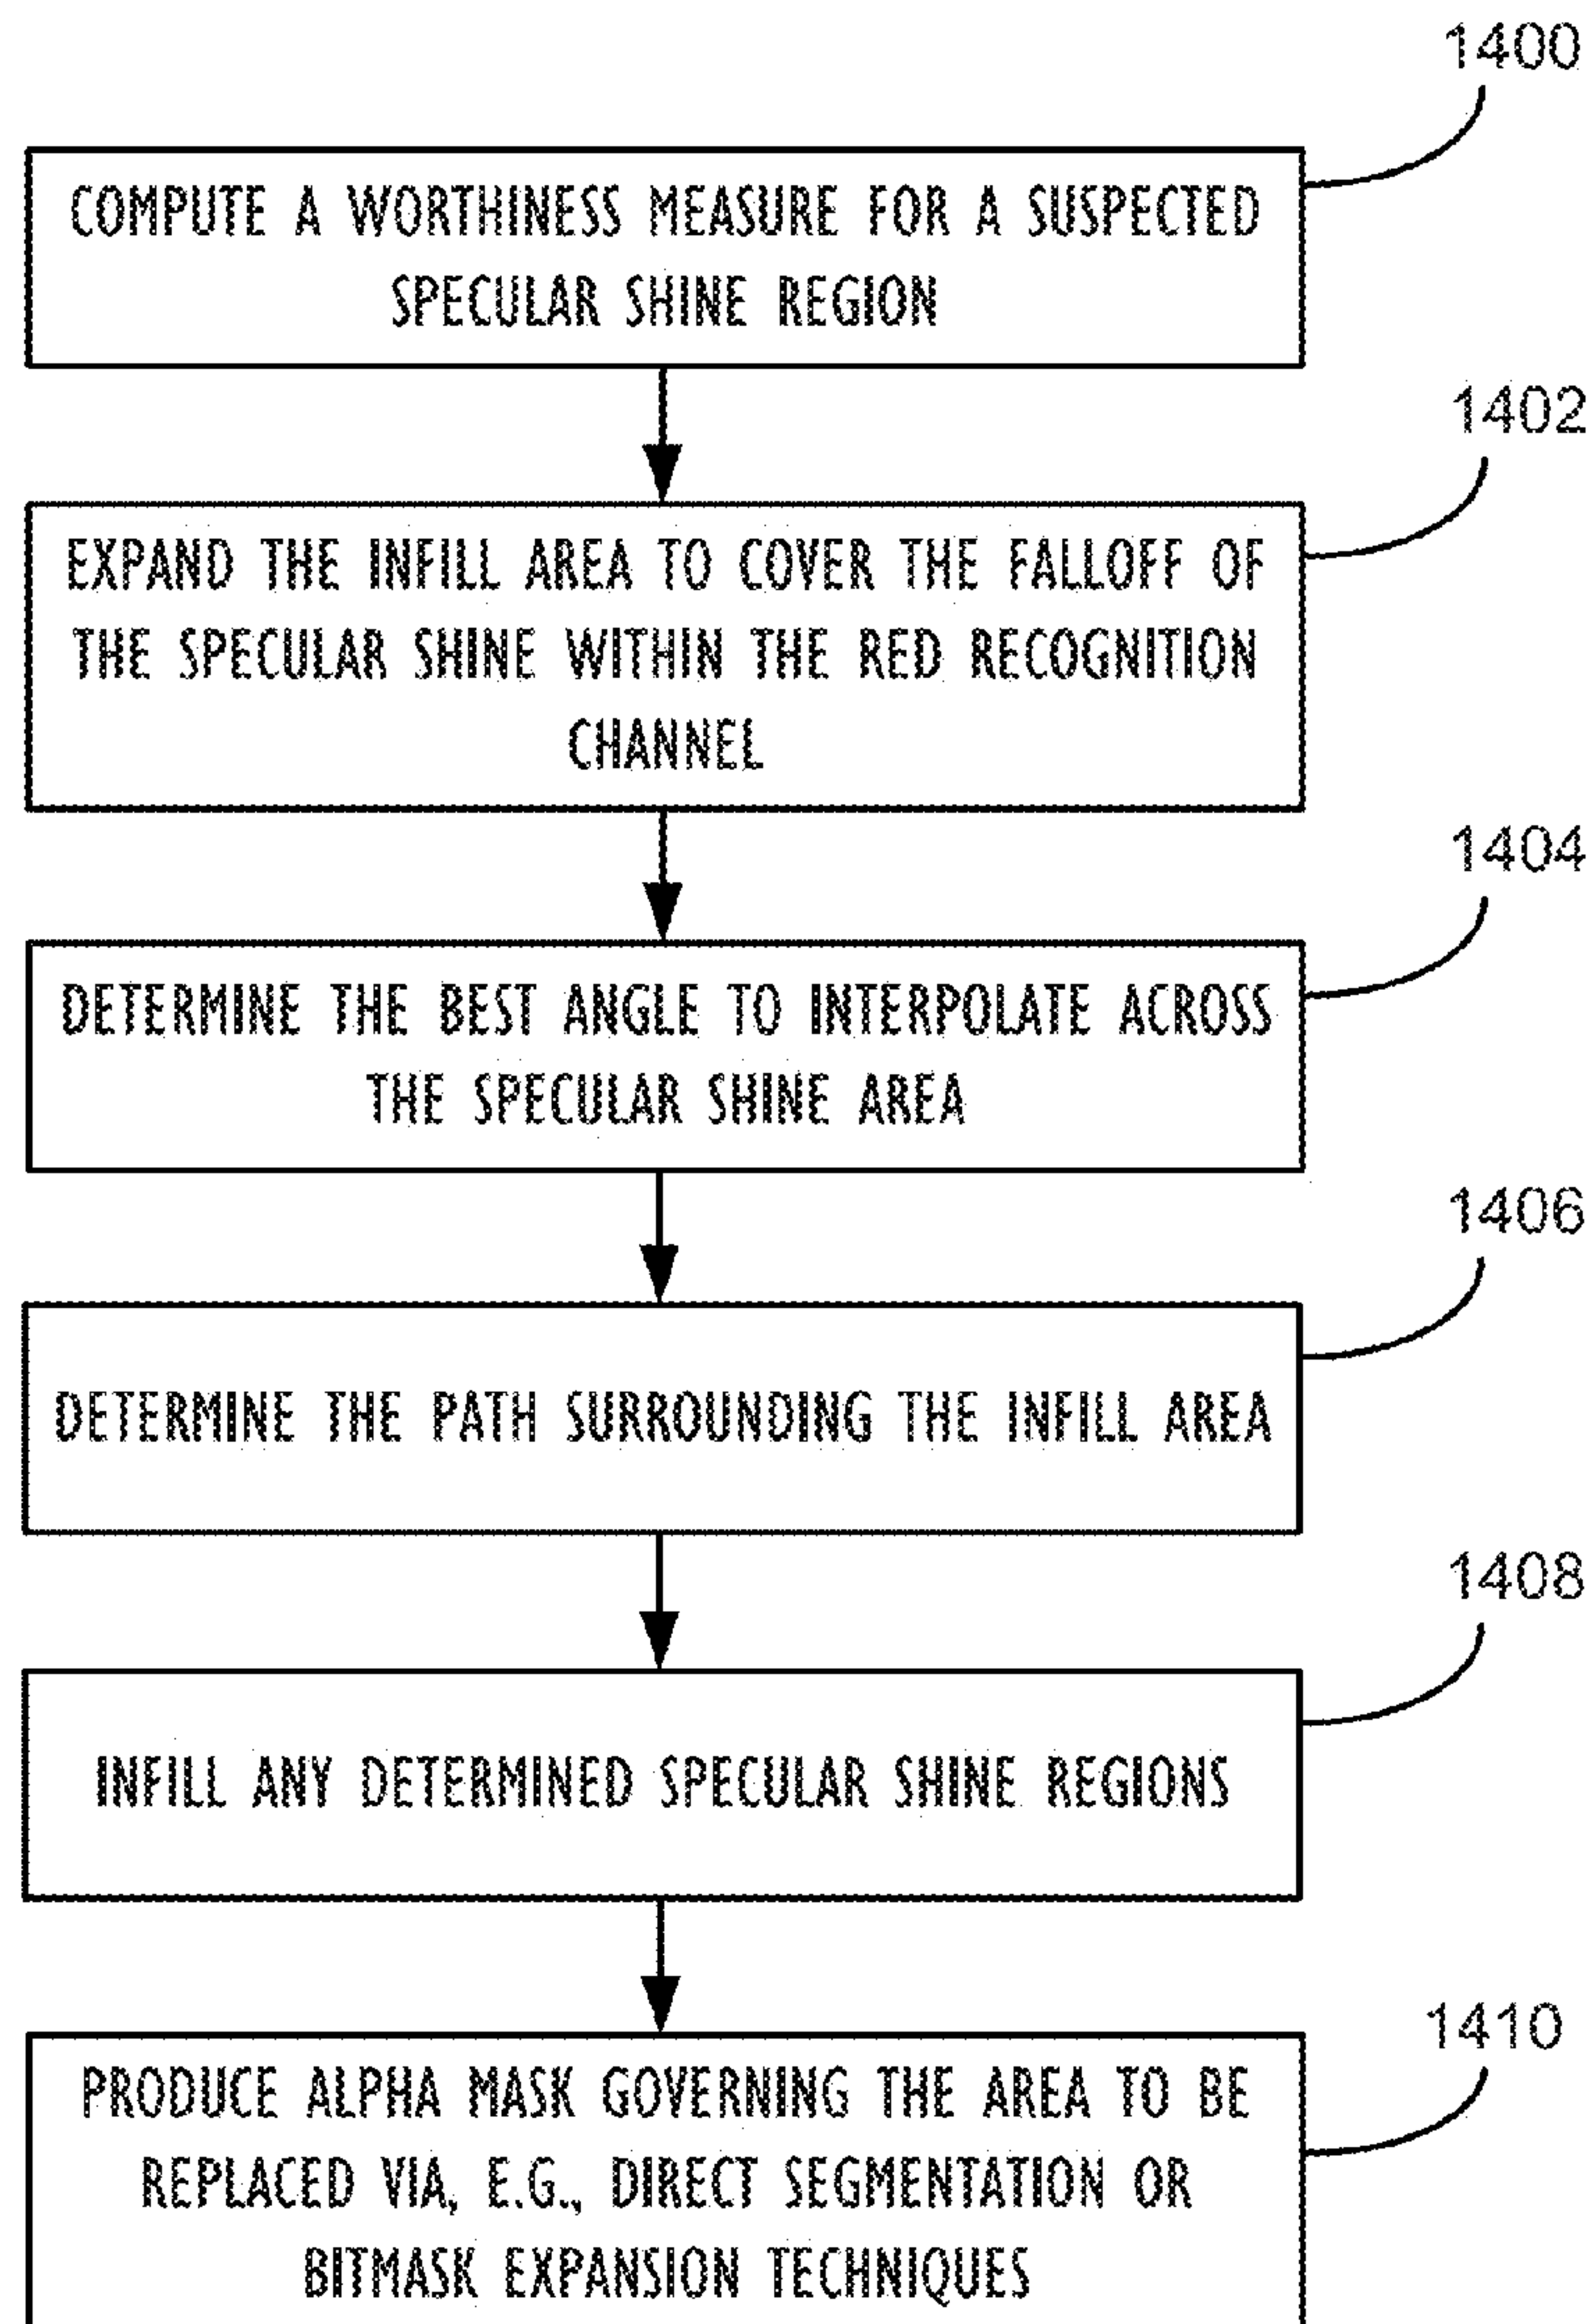 1400
COMPUTE A WORTHINESS MEASURE FOR A SUSPECTED
SPECULAR SHINE REGION
1402
EXPAND THE INFILL AREA TO COVER THE FALLOFF OF
THE SPECULAR SHINE WITHIN THE RED RECOGNITION
CHANNEL
1404
DETERMINE THE BEST ANGLE TO INTERPOLATE ACROSS
THE SPECULAR SHINE AREA
1406
DETERMINE THE PATH SURROUNDING THE INFILL AREA
1408
INFILL ANY DETERMINED SPECULAR SHINE REGIONS
1410
PRODUCE ALPHA MASK GOVERNING THE AREA TO BE
REPLACED VIA, E.G., DIRECT SEGMENTATION OR
BITMASK EXPANSION TECHNIQUES